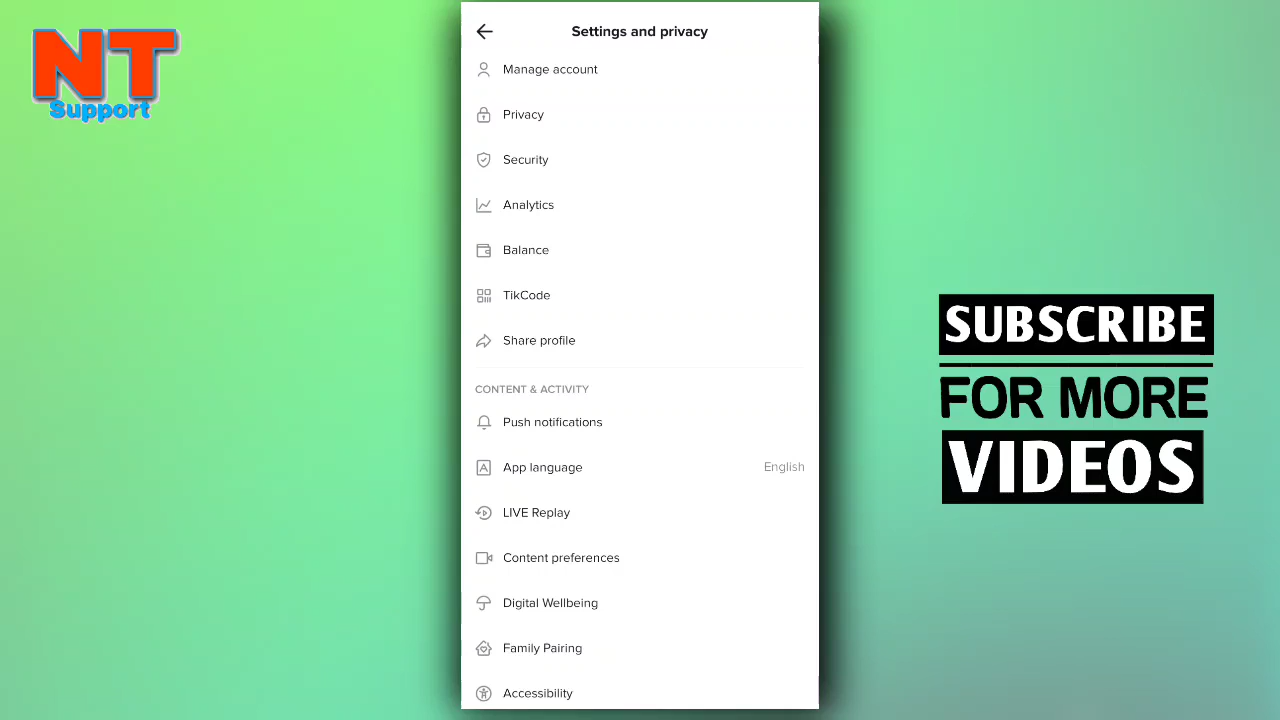 NT
Support
Settings and privacy
Manage account
Privacy
Security
Analytics
Balance
TikCode
Share profile
CONTENT & ACTIVITY
Push notifications
App language English
LIVE Replay
Content preferences
Digital Wellbeing
Family Pairing
Accessibility
SUBSCRIBE
FOR MORE
VIDEOS